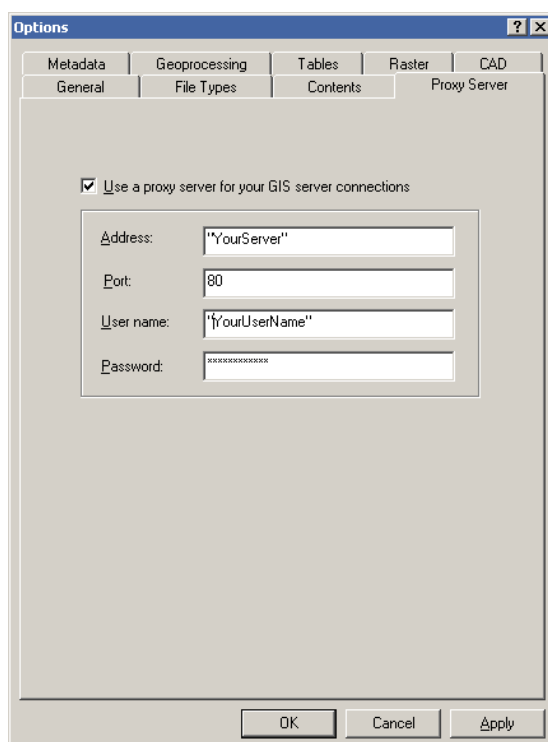 Options
Metadata Geoprocessing Tables Raster CAD
General File Types Contents Proxy Server
Use a proxy server for your GIS server connections
Address: "YourServer"
Port: 80
User name: "YourUserName"
Password: ************
OK Cancel Apply